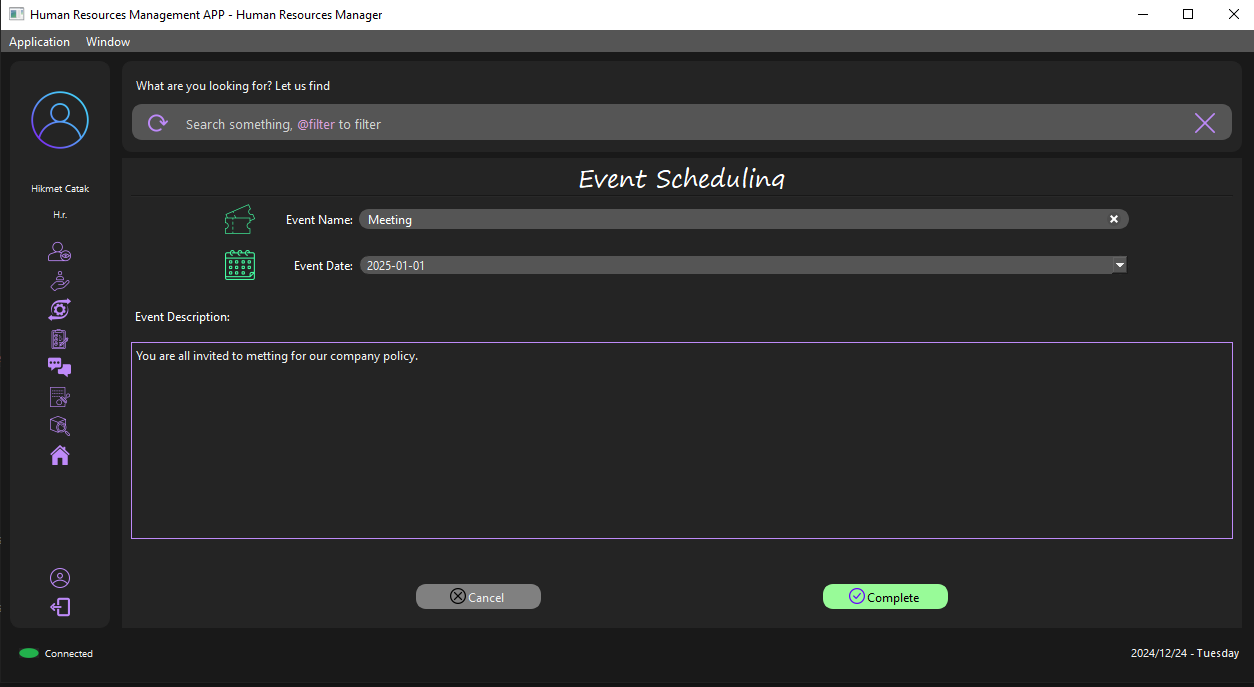 Human Resources Management APP - Human Resources Manager
Application Window
What are you looking for? Let us find
Search something, @filter to filter
Hikmet Catak
H.r.
Event Scheduling
Event Name: Meeting
Event Date: 2025-01-01
Event Description:
You are all invited to metting for our company policy.
Cancel
Complete
Connected
2024/12/24 - Tuesday